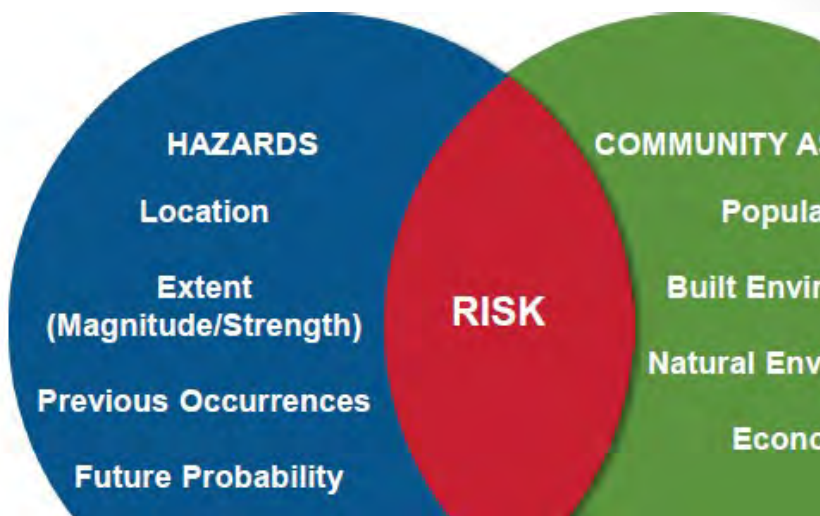 HAZARDS
Location
Extent
(Magnitude/Strength)
Previous Occurrences
Future Probability
RISK
COMMUNITY
Built
Natural